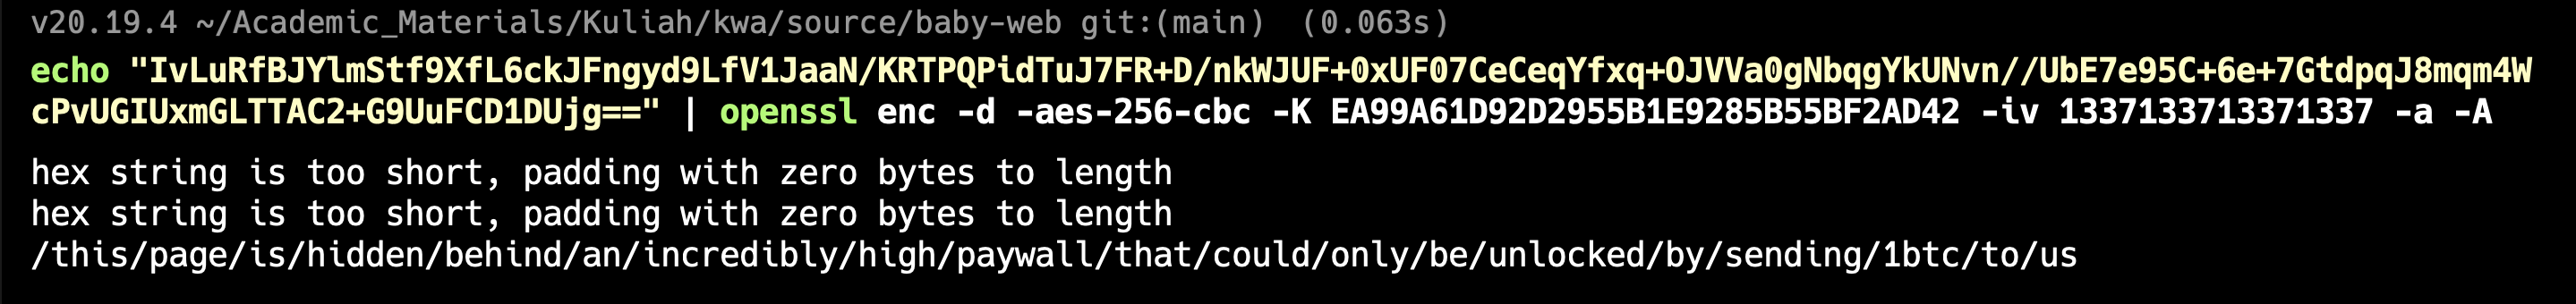 v20.19.4 ~/Academic_Materials/Kuliah/kwa/source/baby-web git:(main) (0.063s)
echo "IvLuRfBJYlmStf9XfL6ckJFngyd9LfV1JaaN/KRTPQPidTuJ7FR+D/nkWJUF+0xUF07CeCeqYfxq+OJVVa0gNbqgYkUNvn//UbE7e95C+6e+7GtdpqJ8mqm4W
cPvUGIUxmGLTTAC2+G9UuFCD1DUjg==" | openssl enc -d -aes-256-cbc -K EA99A61D92D2955B1E9285B55BF2AD42 -iv 1337133713371337 -a -A
hex string is too short, padding with zero bytes to length
hex string is too short, padding with zero bytes to length
/this/page/is/hidden/behind/an/incredibly/high/paywall/that/could/only/be/unlocked/by/sending/1btc/to/us